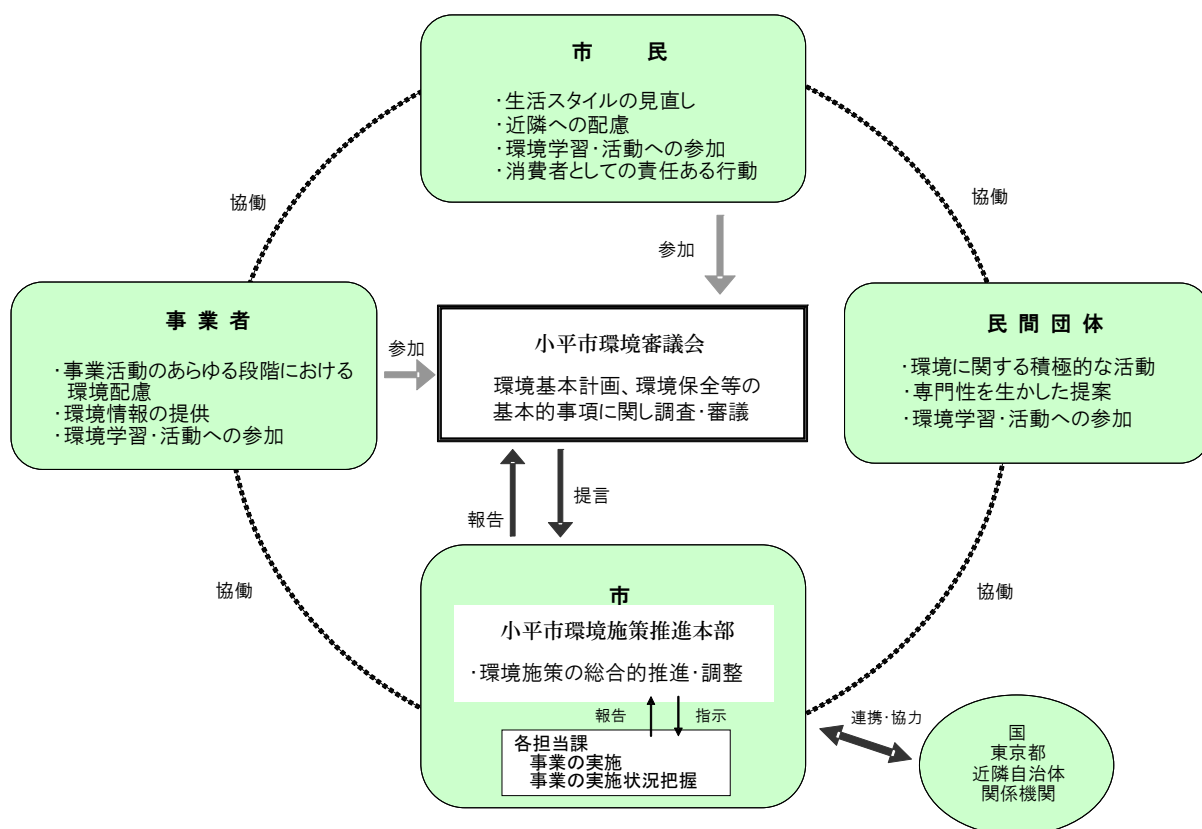 市 民
・生活スタイルの見直し
・近隣への配慮
・環境学習・活動への参加
・消費者としての責任ある行動
協働
協働
参加
事 業 者
・事業活動のあらゆる段階における
環境配慮
・環境情報の提供
・環境学習・活動への参加
参加
小平市環境審議会
環境基本計画、環境保全等の
基本的事項に関し調査・審議
民 間 団 体
・環境に関する積極的な活動
・専門性を生かした提案
・環境学習・活動への参加
報告
提言
協働
協働
市
小平市環境施策推進本部
・環境施策の総合的推進・調整
報告
指示
各担当課
事業の実施
事業の実施状況把握
連携・協力
国
東京都
近隣自治体
関係機関